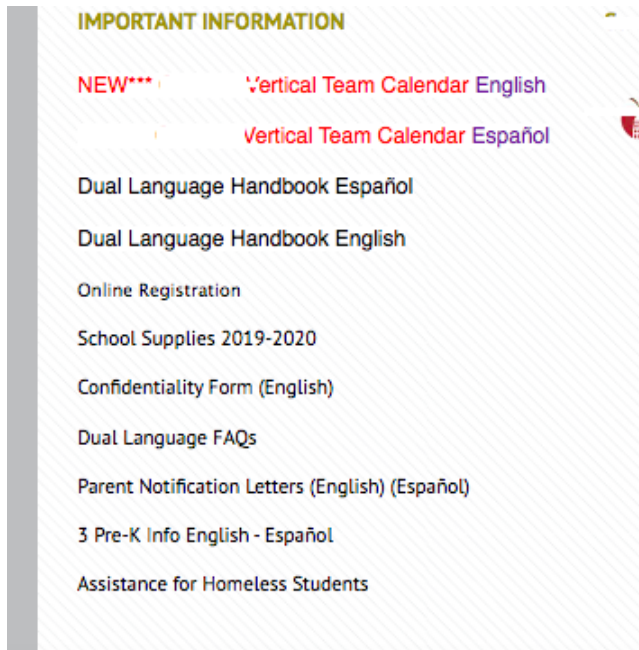 IMPORTANT INFORMATION
NEW*** Vertical Team Calendar English
Vertical Team Calendar Español
Dual Language Handbook Español
Dual Language Handbook English
Online Registration
School Supplies 2019-2020
Confidentiality Form (English)
Dual Language FAQs
Parent Notification Letters (English) (Español)
3 Pre-K Info English - Español
Assistance for Homeless Students